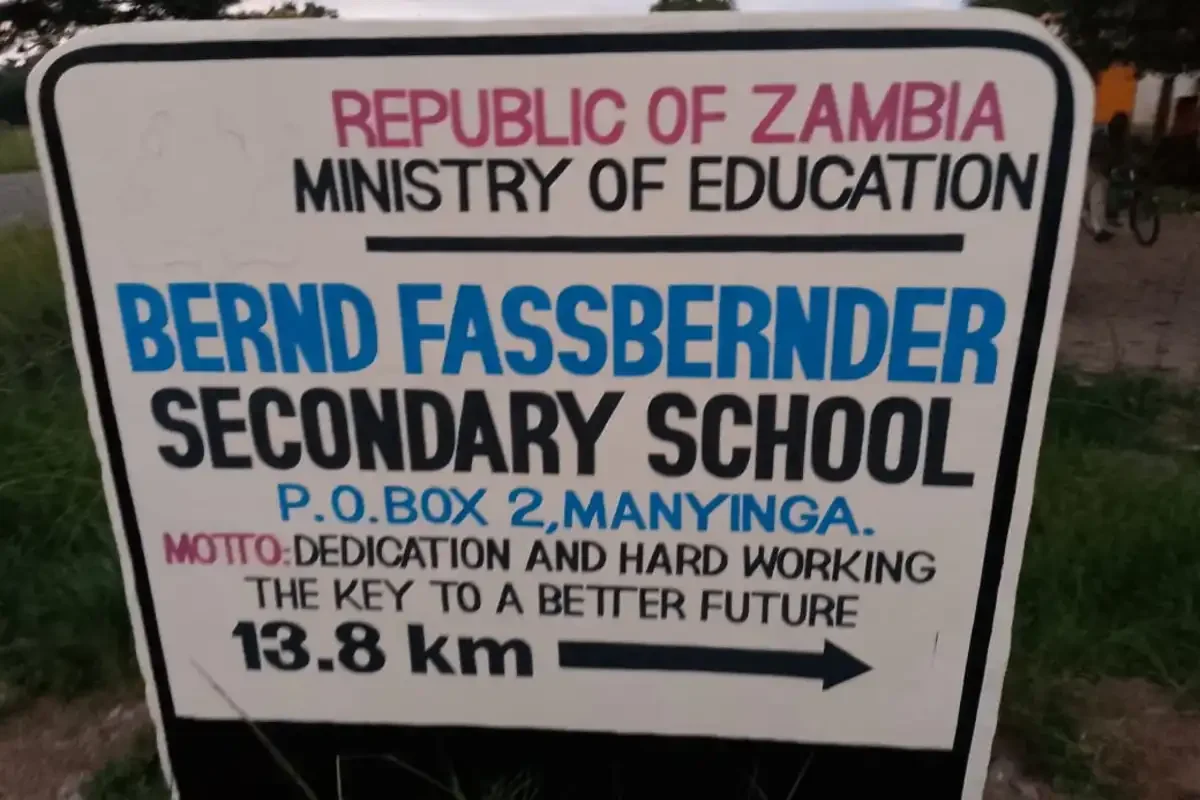 REPUBLIC OF ZAMBIA
MINISTRY OF EDUCATION
BERND FASSBERNDER
SECONDARY SCHOOL
P.O.BOX 2,MANYINGA.
MOTTO:DEDICATION AND HARD WORKING
THE KEY TO A BETTER FUTURE
13.8 km